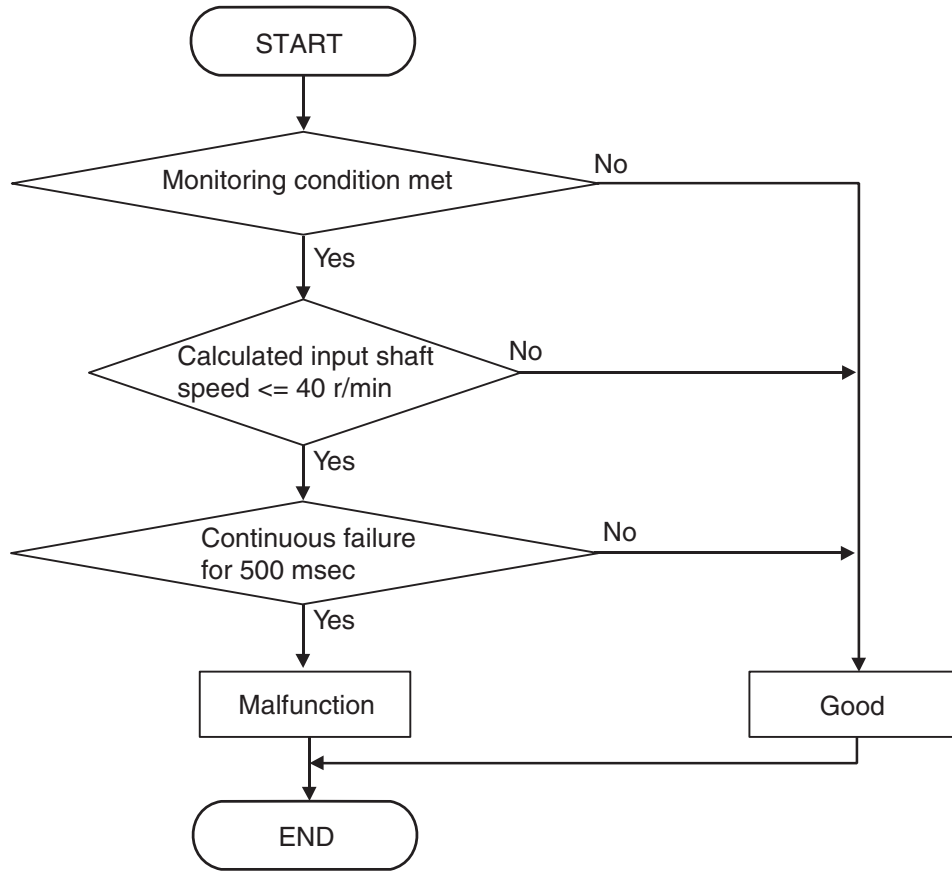 START
Monitoring condition met
No
Yes
Calculated input shaft
speed <= 40 r/min
No
Yes
Continuous failure
for 500 msec
No
Yes
Malfunction
Good
END